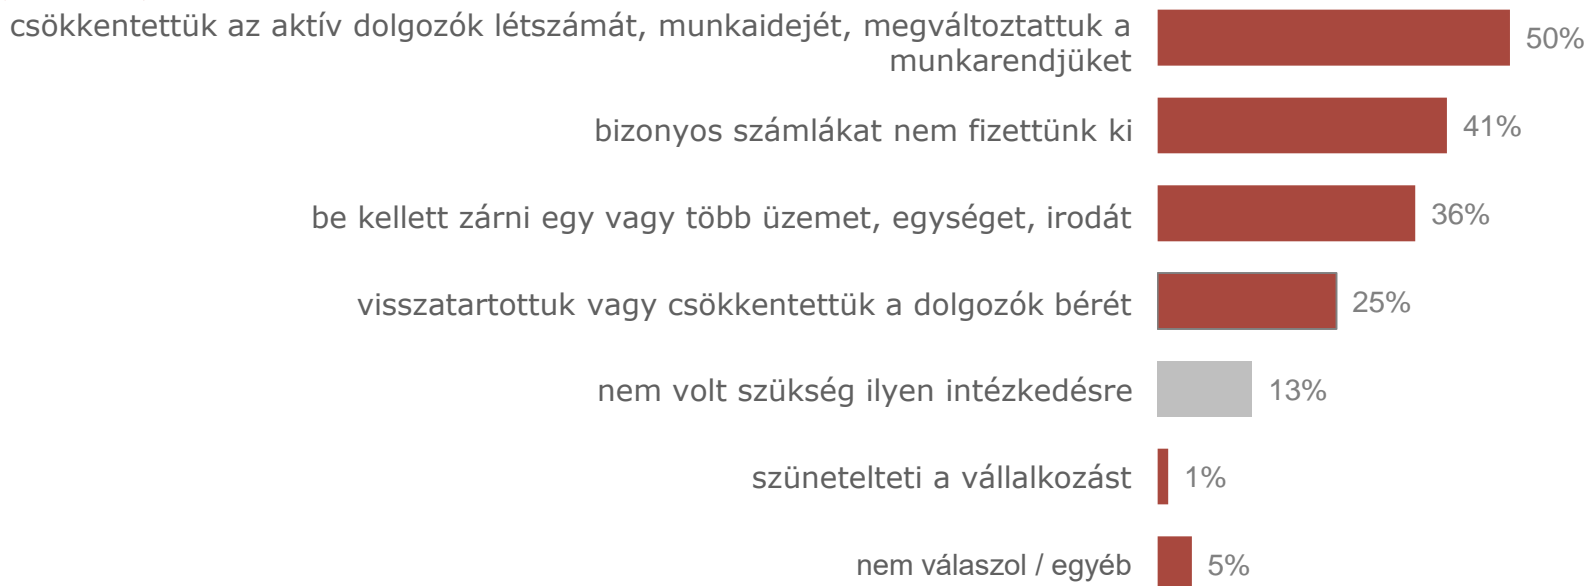 csökkentettük az aktív dolgozók létszámát, munkaidejét, megváltoztattuk a
munkarendjüket
50%
bizonyos számlákat nem fizettünk ki
41%
be kellett zárni egy vagy több üzemet, egységet, irodát
36%
visszatartottuk vagy csökkentettük a dolgozók bérét
25%
nem volt szükség ilyen intézkedésre
13%
szünetelteti a vállalkozást
1%
nem válaszol / egyéb
5%